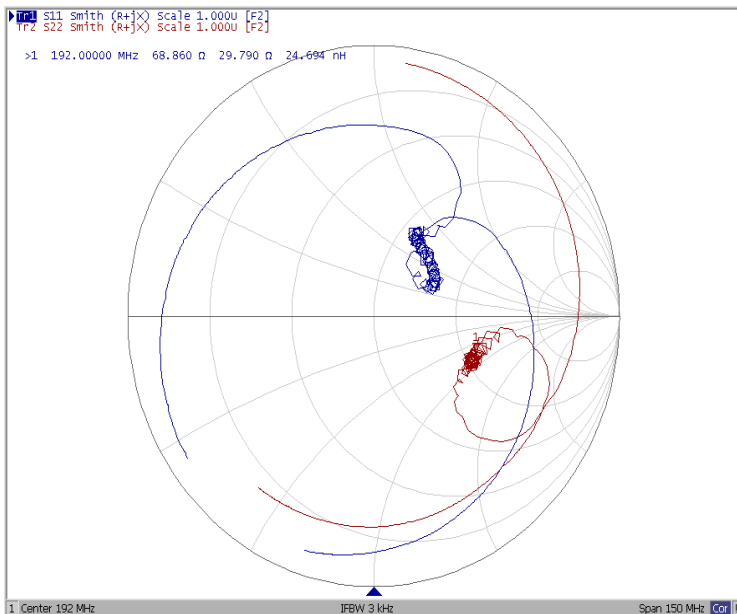 Tr1 S11 Smith (R+jX) Scale 1.000U [F2]
Tr2 S22 Smith (R+jX) Scale 1.000U [F2]
>1 192.00000 MHz 68.860 Ω 29.790 Ω 24.694 nH
1
1 Center 192 MHz IFBW 3 kHz Span 150 MHz Cor